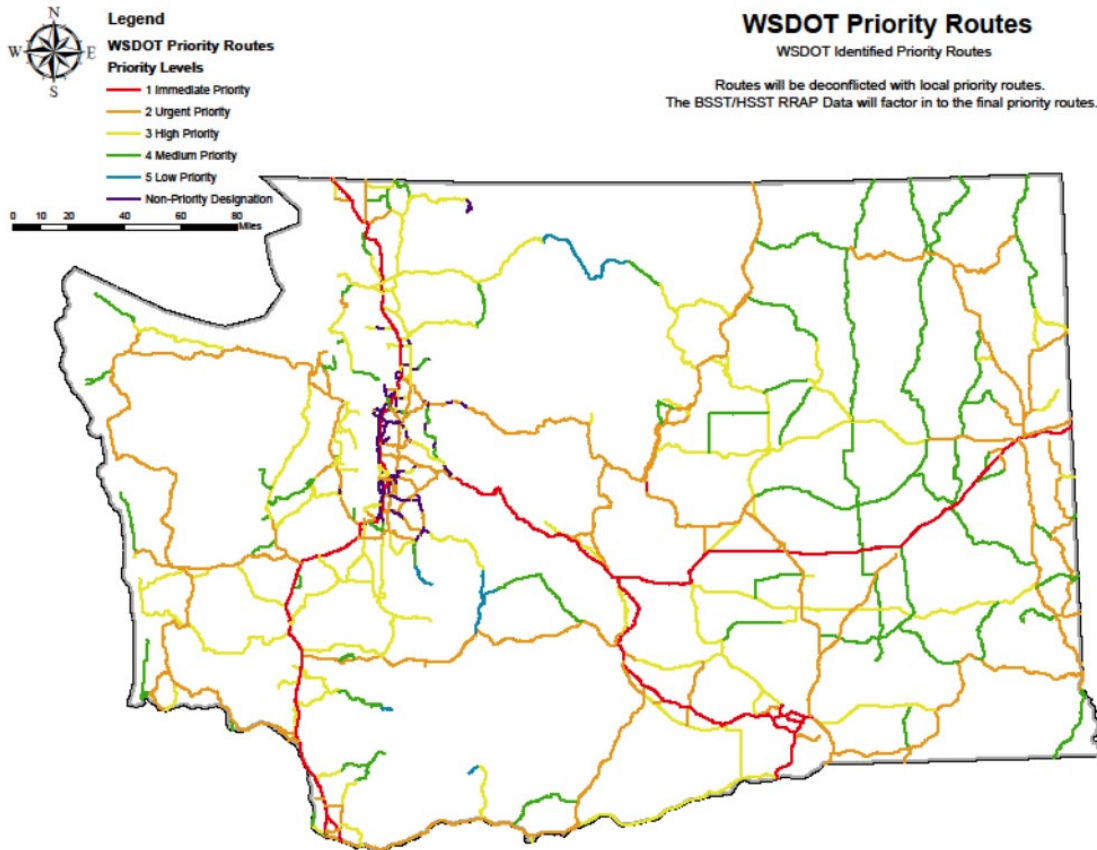 N
W E
S
Legend
WSDOT Priority Routes
Priority Levels
1 Immediate Priority
2 Urgent Priority
3 High Priority
4 Medium Priority
5 Low Priority
Non-Priority Designation
0 10 20 40 60 80
Miles
WSDOT Priority Routes
WSDOT Identified Priority Routes
Routes will be deconflicted with local priority routes.
The BSST/HSST RRAP Data will factor in to the final priority routes.